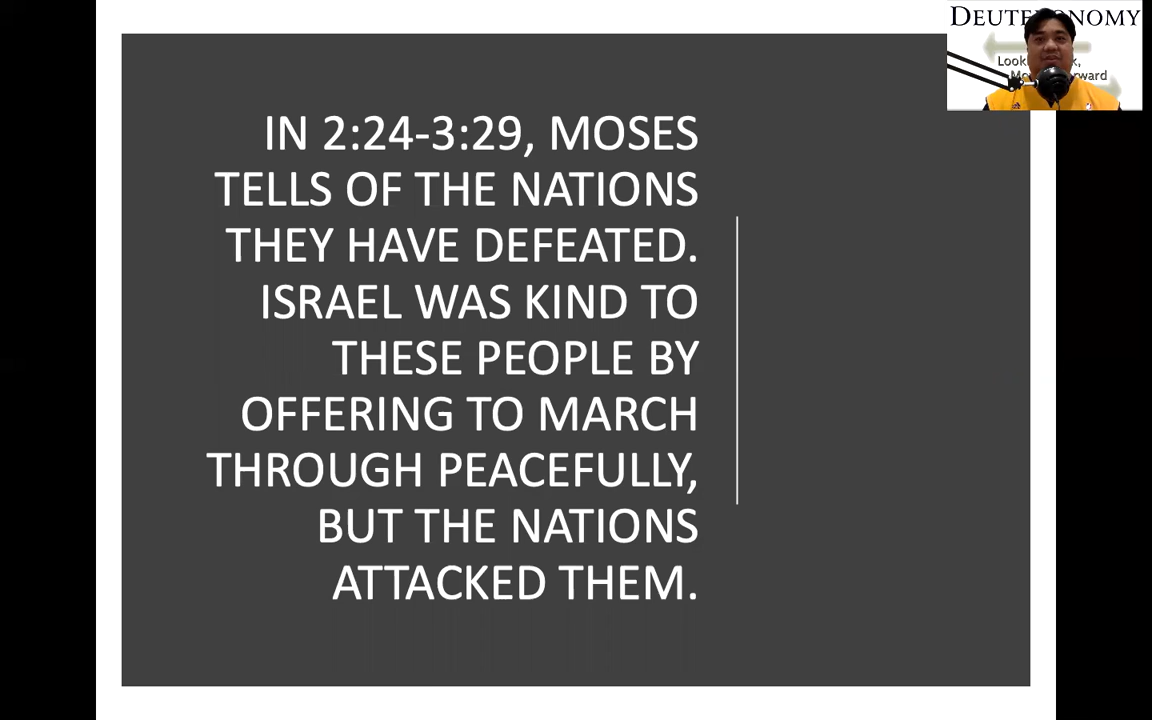 DEUTERONOMY
IN 2:24-3:29, MOSES
TELLS OF THE NATIONS
THEY HAVE DEFEATED.
ISRAEL WAS KIND TO
THESE PEOPLE BY
OFFERING TO MARCH
THROUGH PEACEFULLY,
BUT THE NATIONS
ATTACKED THEM.